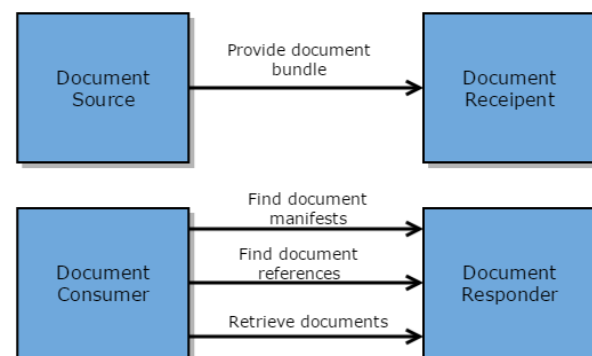 Document
Source
Provide document
bundle
Document
Receipent
Document
Consumer
Find document
manifests
Find document
references
Retrieve documents
Document
Responder